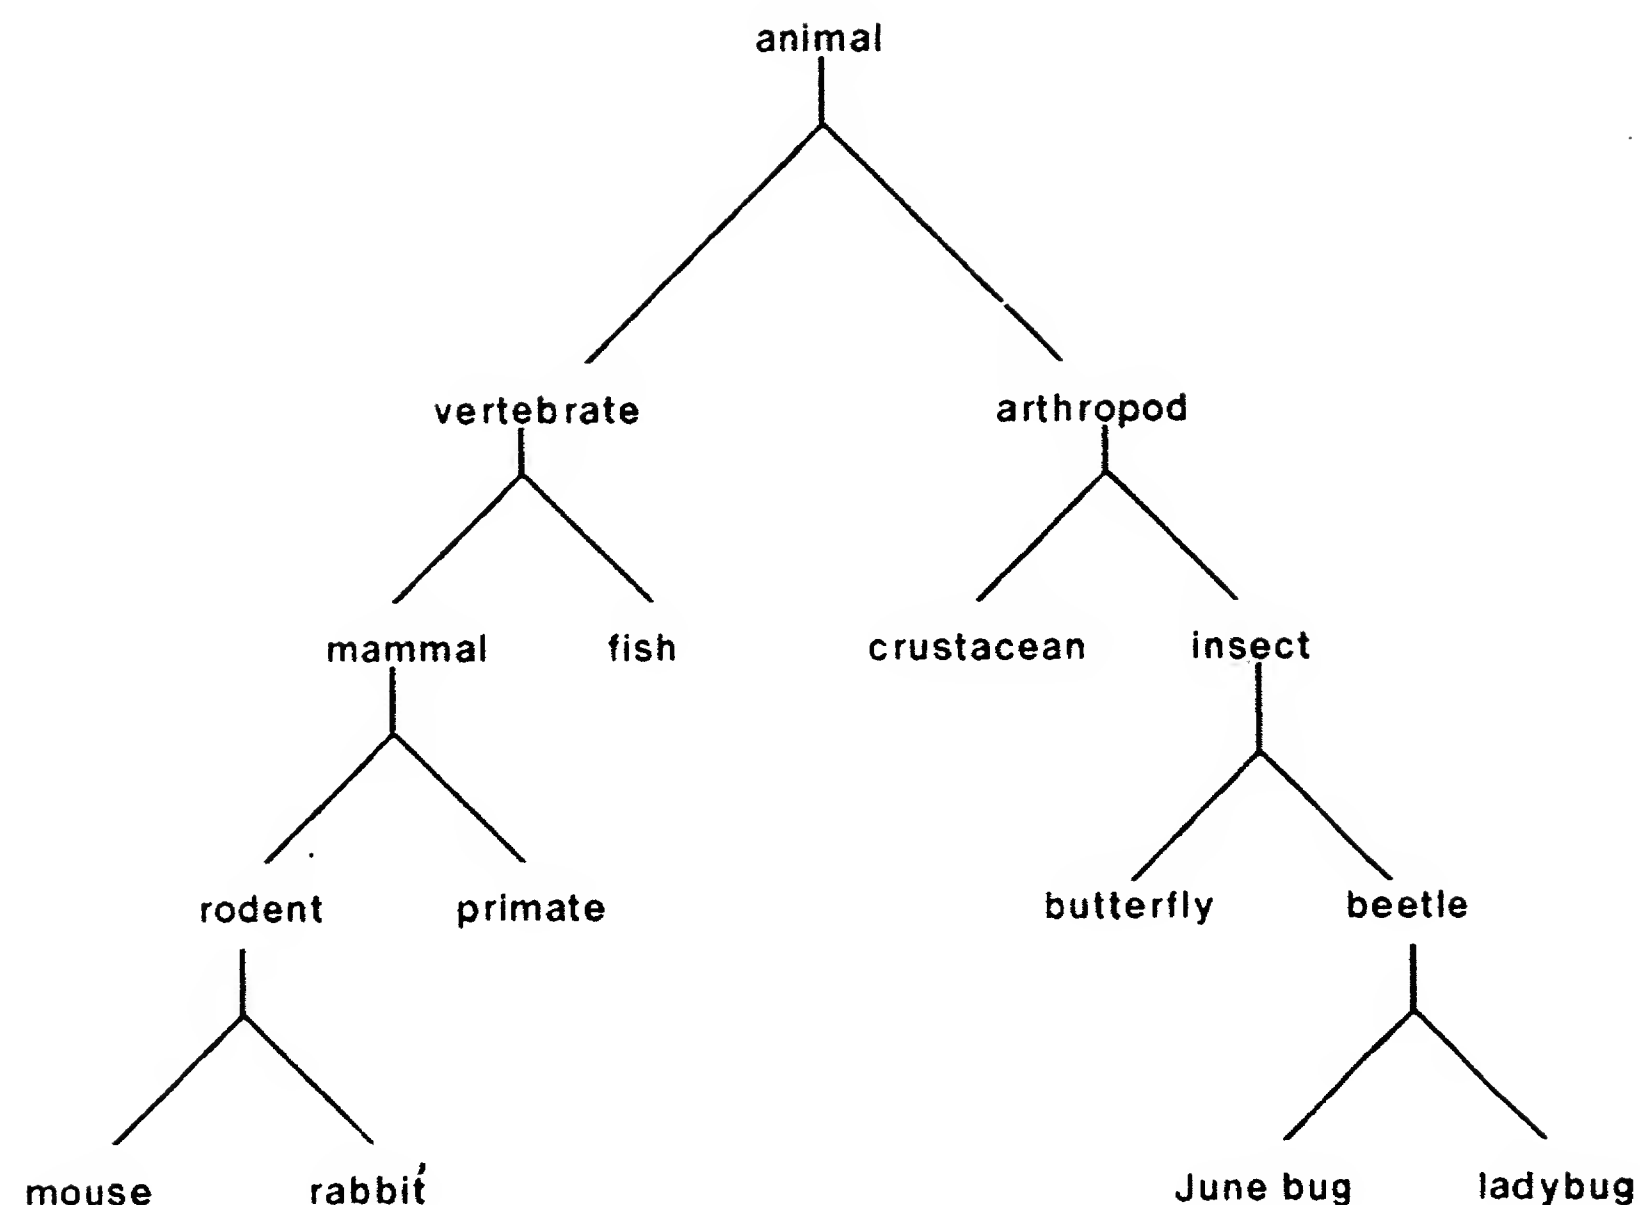 animal
vertebrate arthropod
mammal fish crustacean insect
rodent primate butterfly beetle
mouse rabbit June bug ladybug